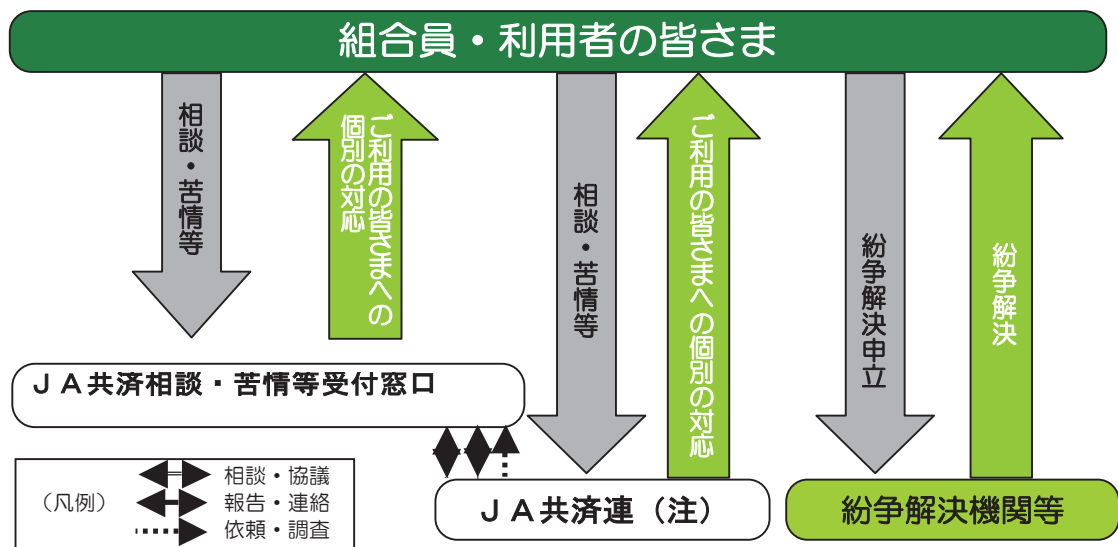 組合員・利用者の皆さま
相談・苦情等
ご利用の皆さまへの
個別の対応
相談・苦情等
ご利用の皆さまへの個別の対応
紛争解決申立
紛争解決
ＪＡ共済相談・苦情等受付窓口
（凡例）
相談・協議
報告・連絡
依頼・調査
ＪＡ共済連（注）
紛争解決機関等